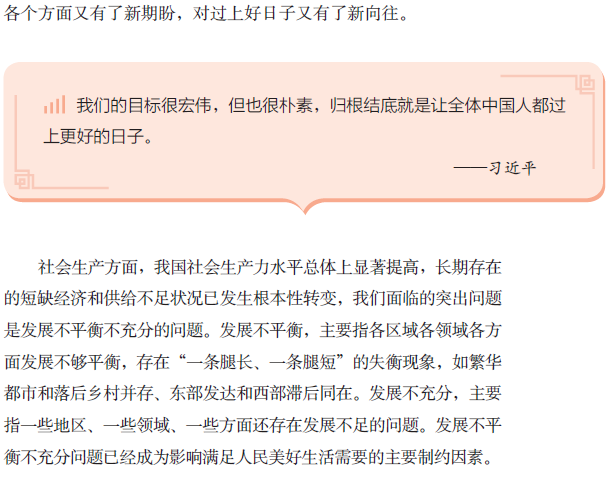 各个方面又有了新期盼，对过上好日子又有了新向往。
我们的目标很宏伟，但也很朴素，归根结底就是让全体中国人都过
上更好的日子。
——习近平
社会生产方面，我国社会生产力水平总体上显著提高，长期存在
的短缺经济和供给不足状况已发生根本性转变，我们面临的突出问题
是发展不平衡不充分的问题。发展不平衡，主要指各区域各领域各方
面发展不够平衡，存在“一条腿长、一条腿短”的失衡现象，如繁华
都市和落后乡村并存、东部发达和西部滞后同在。发展不充分，主要
指一些地区、一些领域、一些方面还存在发展不足的问题。发展不平
衡不充分问题已经成为影响满足人民美好生活需要的主要制约因素。